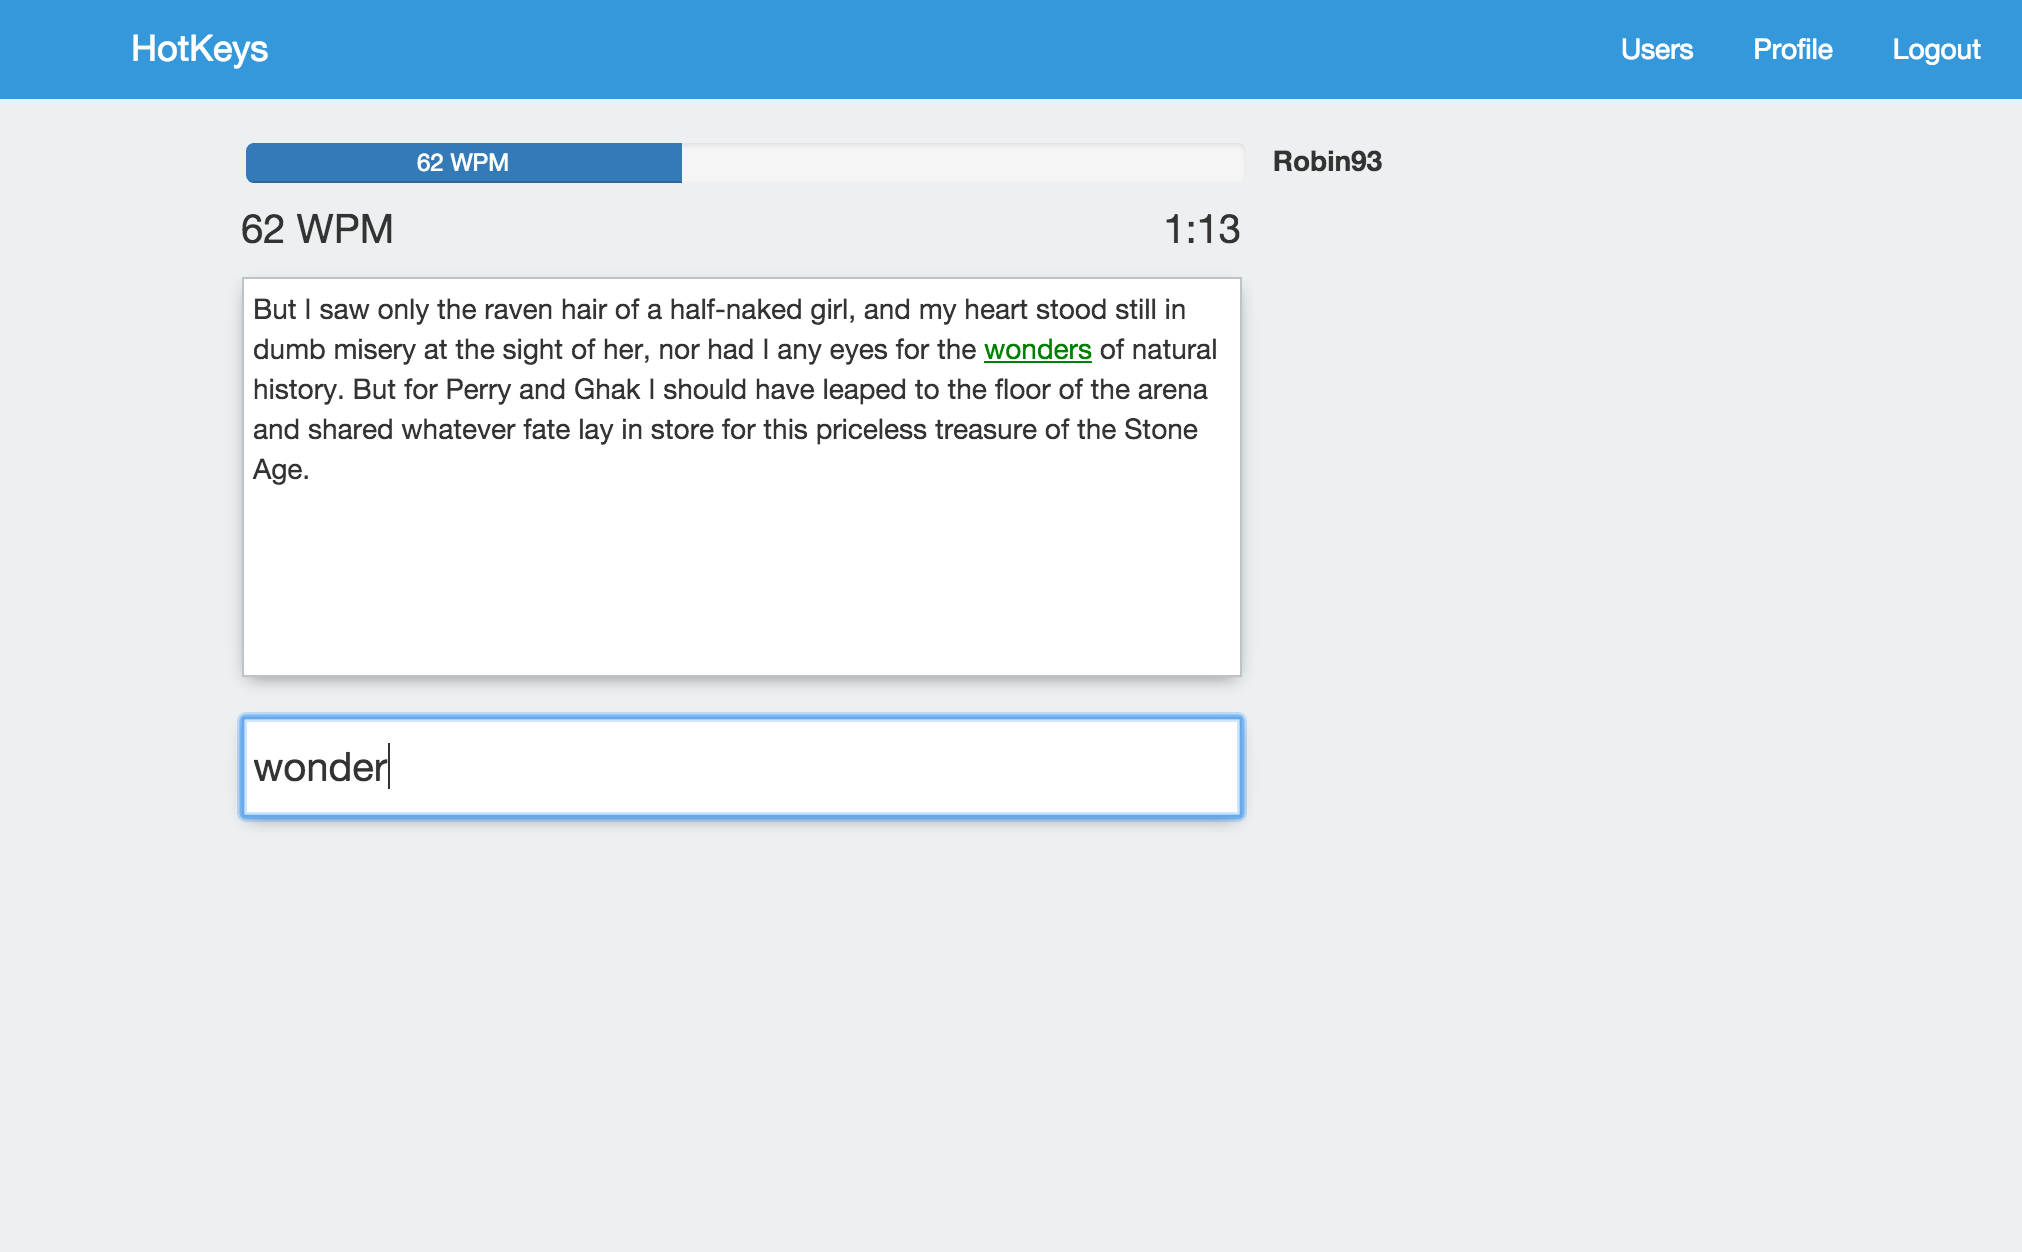 HotKeys Users Profile Logout
62 WPM Robin93
62 WPM 1:13
But I saw only the raven hair of a half-naked girl, and my heart stood still in
dumb misery at the sight of her, nor had I any eyes for the wonders of natural
history. But for Perry and Ghak I should have leaped to the floor of the arena
and shared whatever fate lay in store for this priceless treasure of the Stone
Age.
wonder